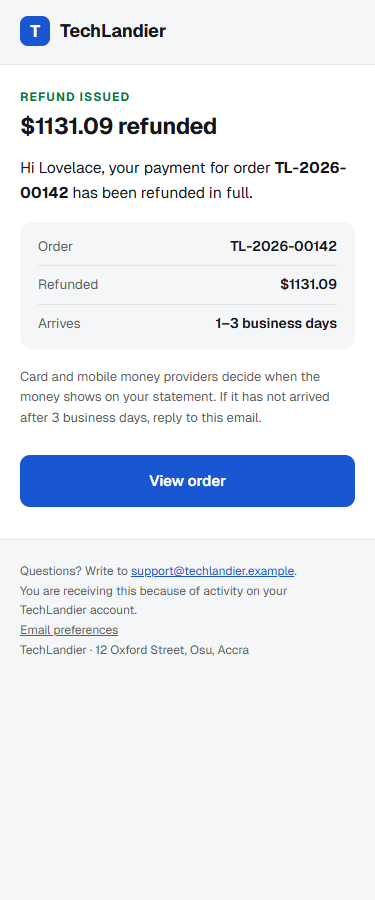 T TechLandier
REFUND ISSUED
$1131.09 refunded
Hi Lovelace, your payment for order TL-2026-
00142 has been refunded in full.
Order TL-2026-00142
Refunded $1131.09
Arrives 1–3 business days
Card and mobile money providers decide when the
money shows on your statement. If it has not arrived
after 3 business days, reply to this email.
View order
Questions? Write to support@techlandier.example.
You are receiving this because of activity on your
TechLandier account.
Email preferences
TechLandier · 12 Oxford Street, Osu, Accra